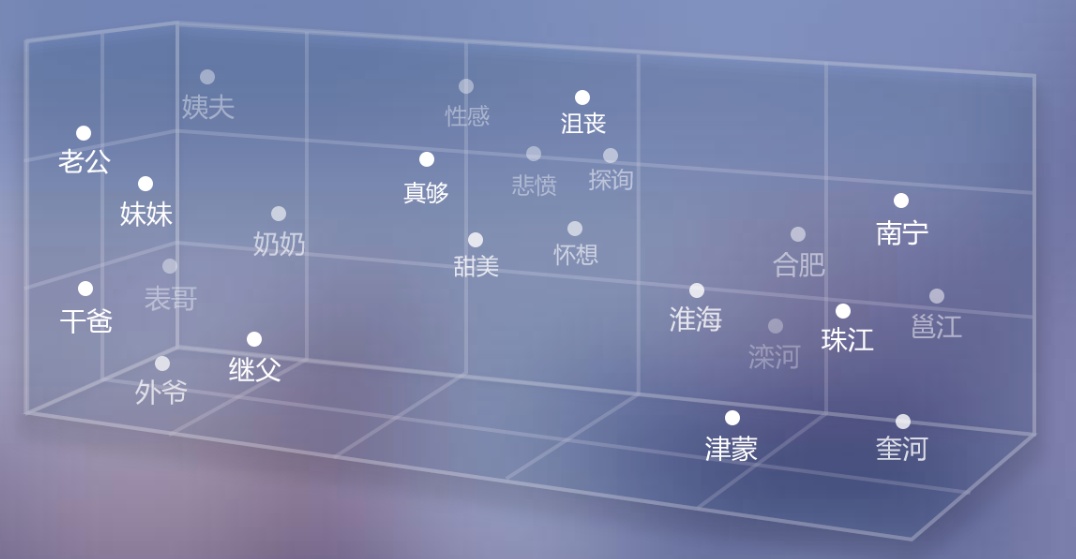 姨夫
性感
沮丧
老公
真够
悲愤
探询
妹妹
南宁
奶奶
甜美
怀想
合肥
表哥
干爸
淮海
珠江
邕江
滦河
继父
外爷
津蒙
奎河